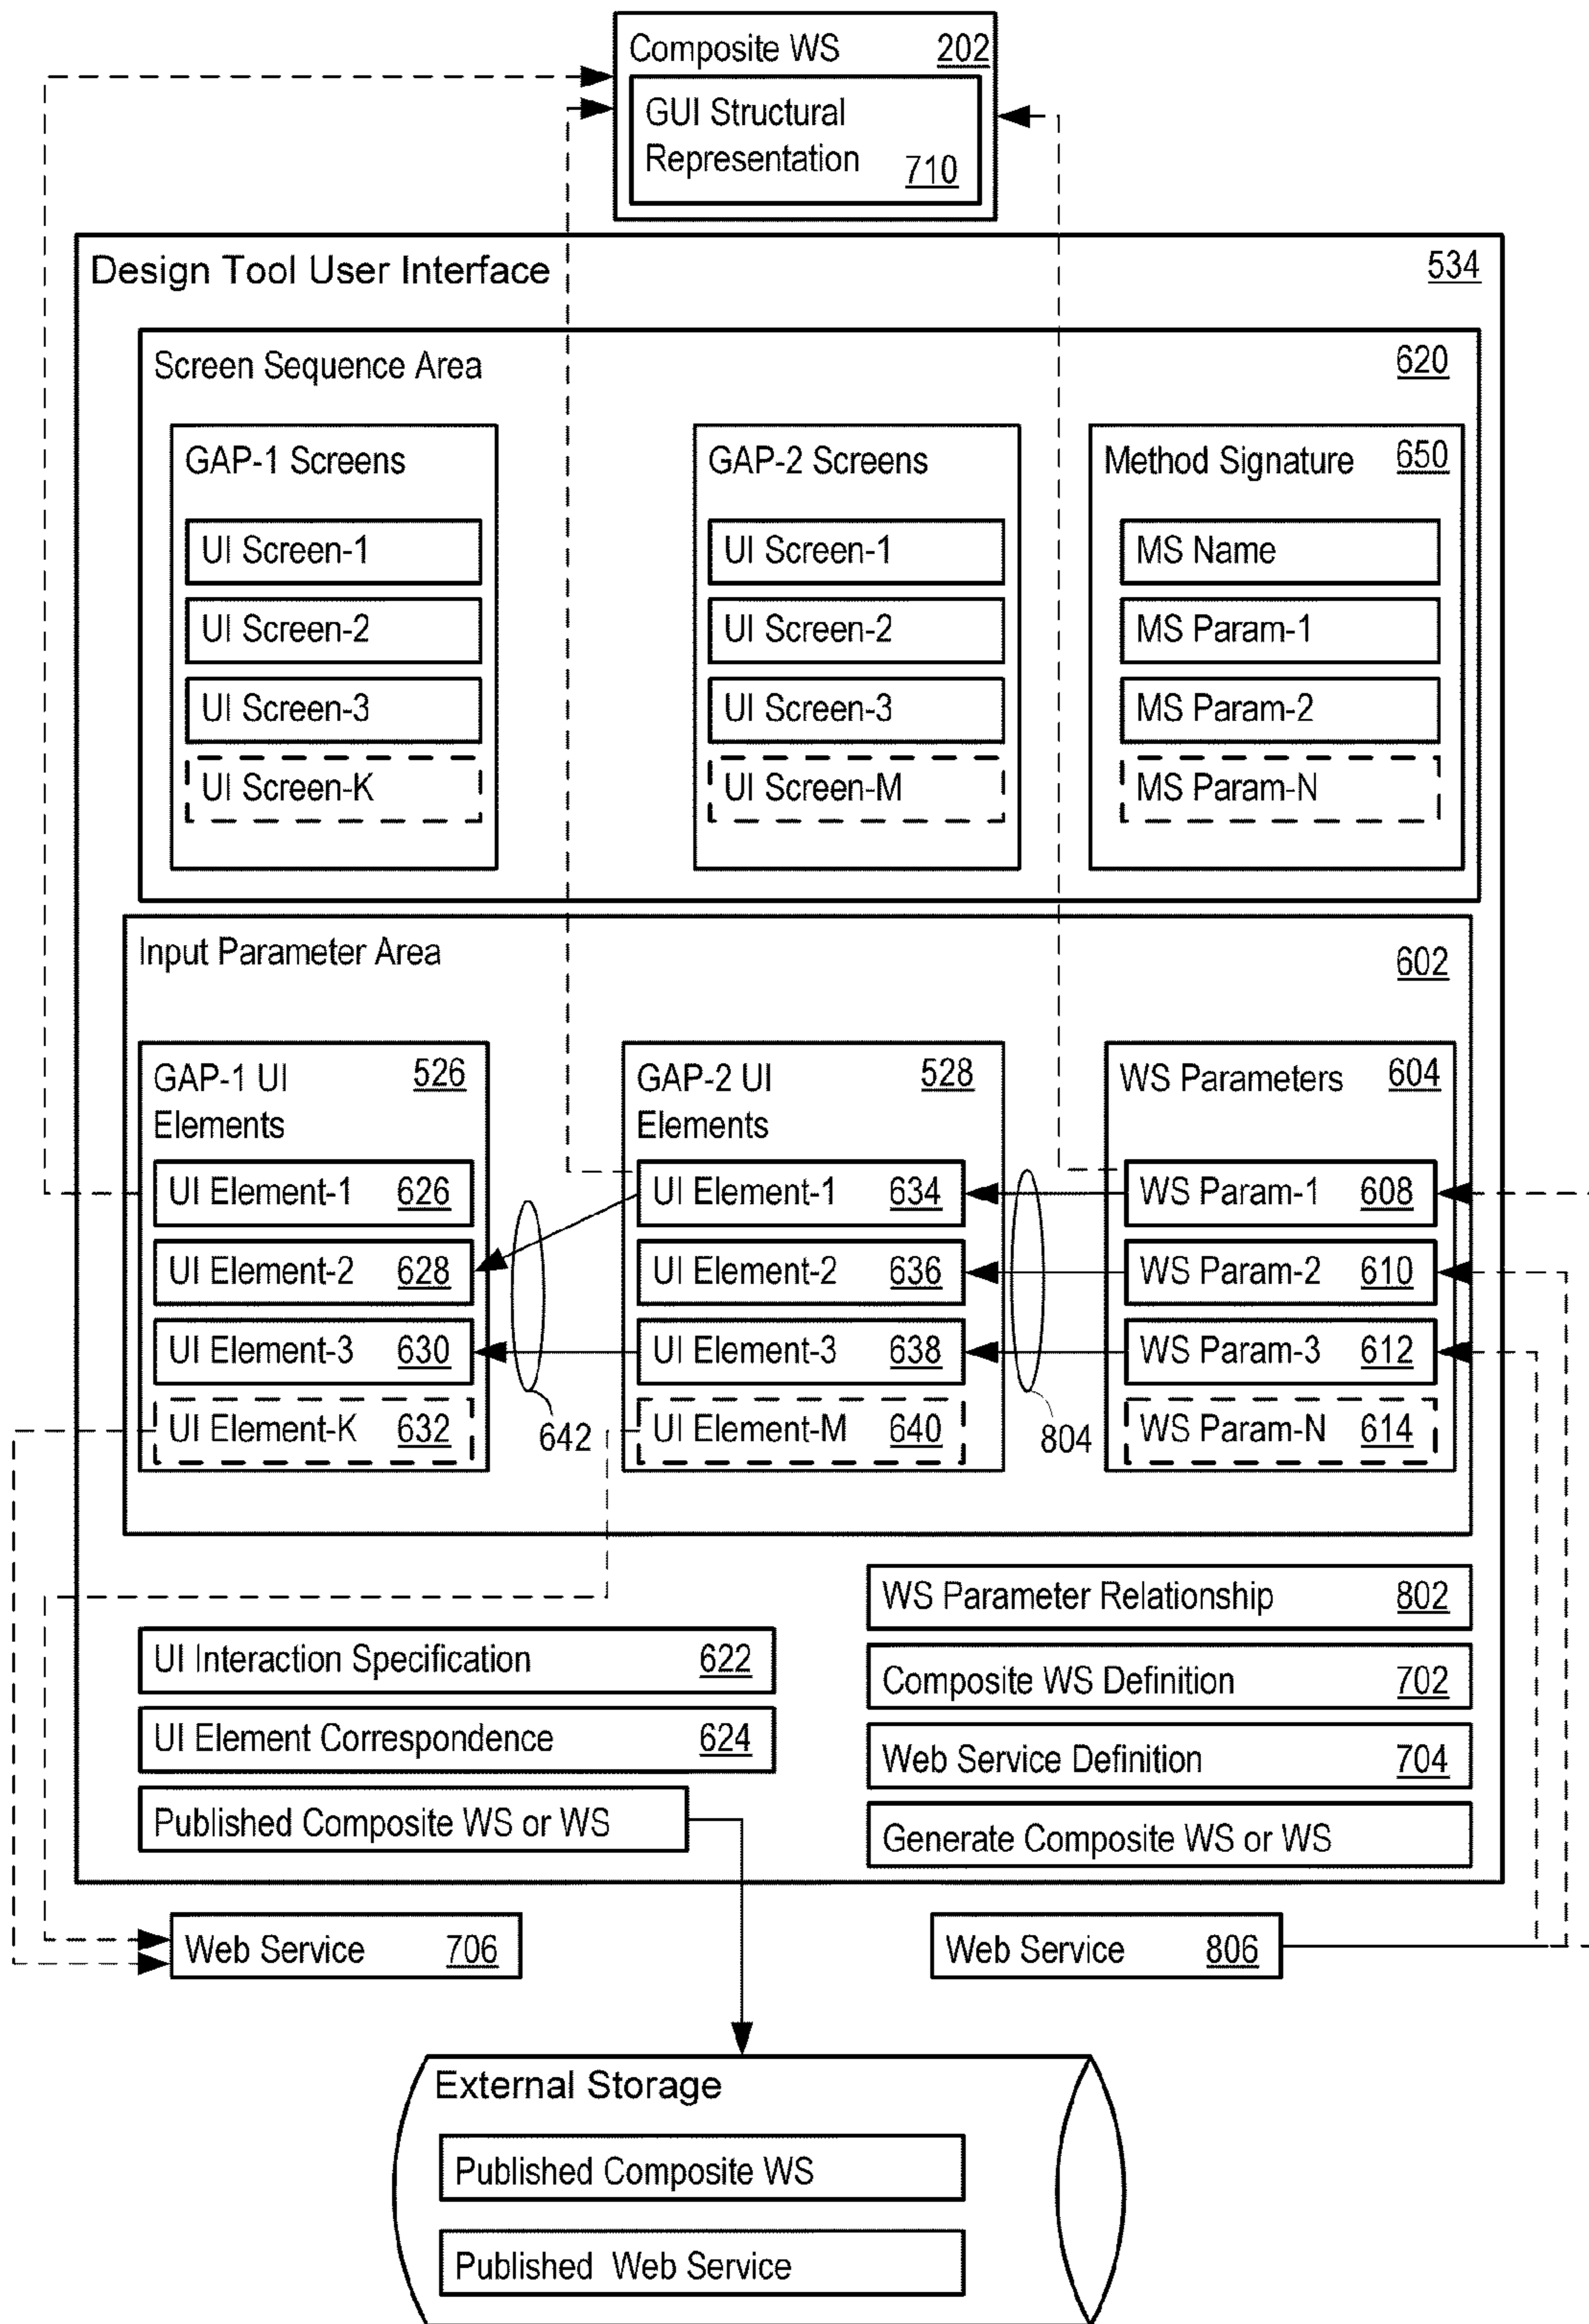 Composite WS 202
GUI Structural
Representation 710
Design Tool User Interface 534
Screen Sequence Area 620
GAP-1 Screens
UI Screen-1
UI Screen-2
UI Screen-3
UI Screen-K
GAP-2 Screens
UI Screen-1
UI Screen-2
UI Screen-3
UI Screen-M
Method Signature 650
MS Name
MS Param-1
MS Param-2
MS Param-N
Input Parameter Area 602
GAP-1 UI 526
Elements
UI Element-1 626
UI Element-2 628
UI Element-3 630
UI Element-K 632
642
GAP-2 UI 528
Elements
UI Element-1 634
UI Element-2 636
UI Element-3 638
UI Element-M 640
804
WS Parameters 604
WS Param-1 608
WS Param-2 610
WS Param-3 612
WS Param-N 614
UI Interaction Specification 622
UI Element Correspondence 624
Published Composite WS or WS
WS Parameter Relationship 802
Composite WS Definition 702
Web Service Definition 704
Generate Composite WS or WS
Web Service 706
Web Service 806
External Storage
Published Composite WS
Published Web Service